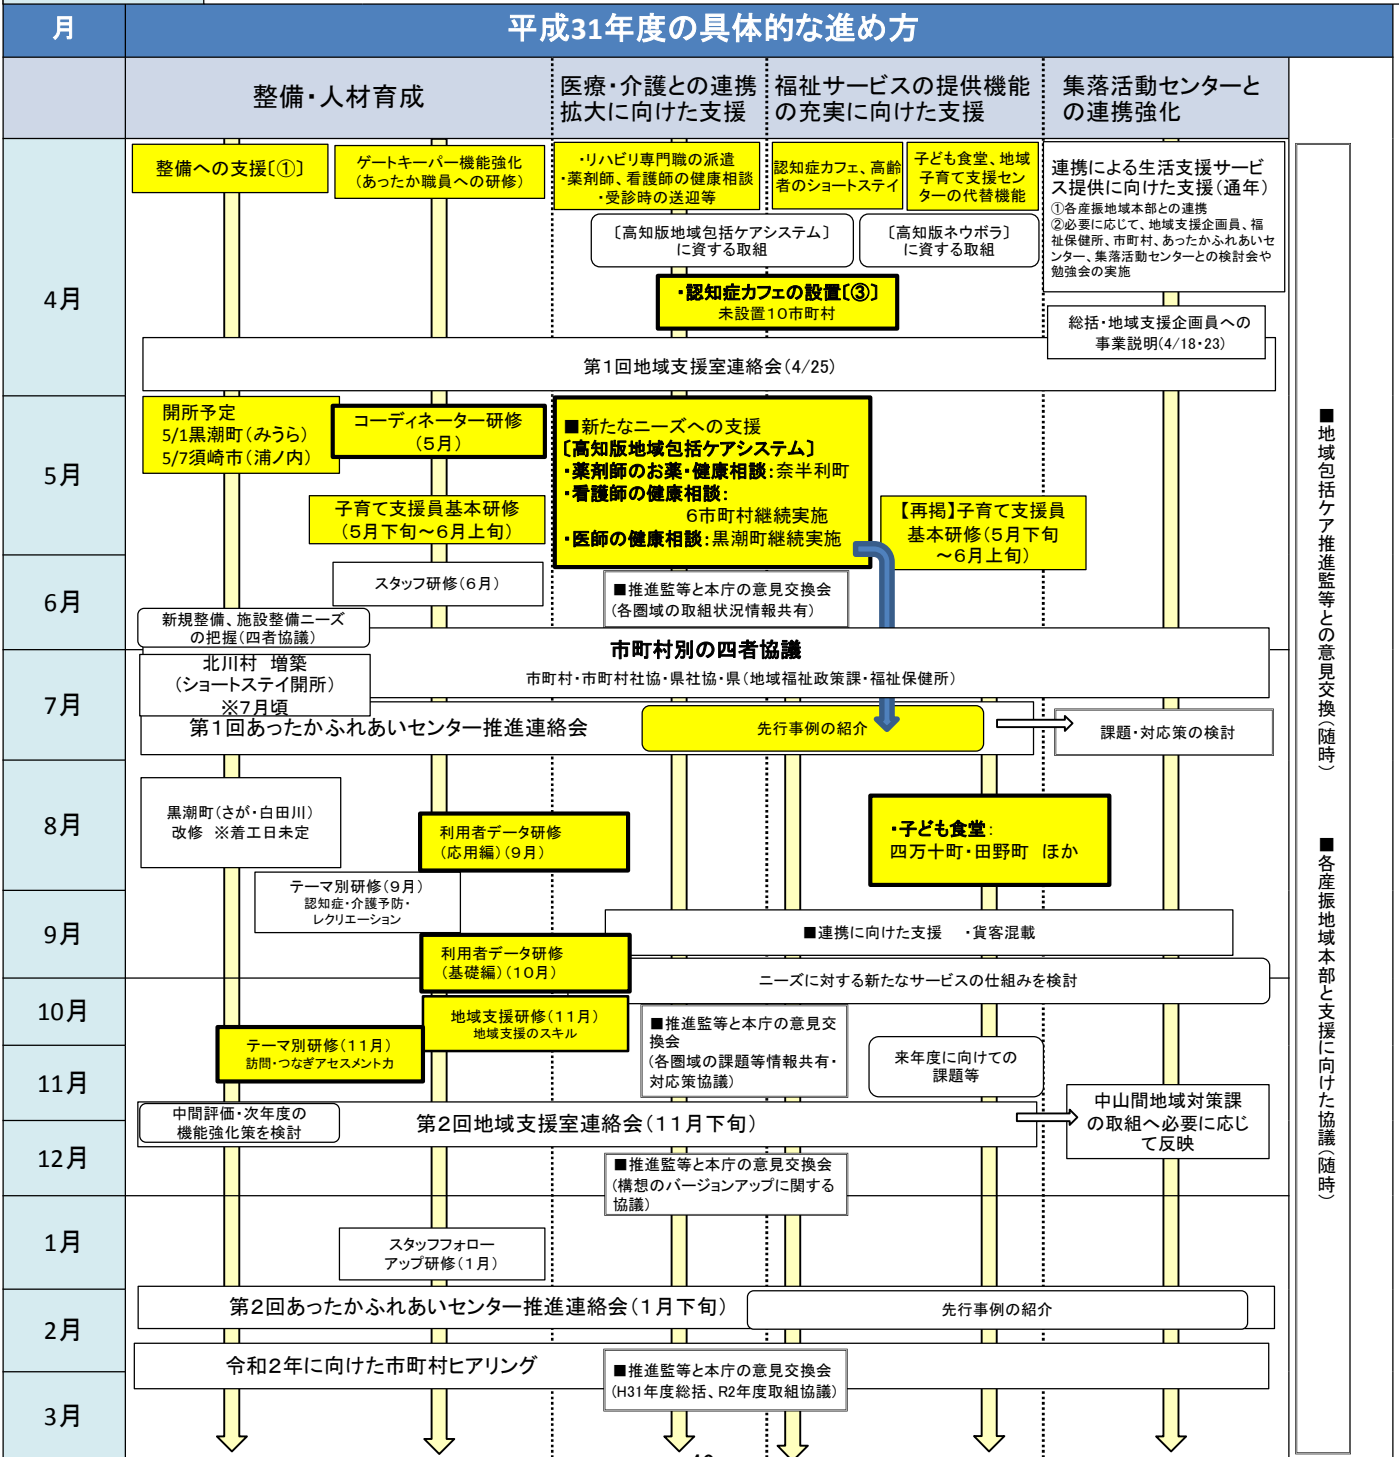 月
平成31年度の具体的な進め方
整備・人材育成
医療・介護との連携
拡大に向けた支援
福祉サービスの提供機能
の充実に向けた支援
集落活動センターと
の連携強化
4月
整備への支援〔①〕
ゲートキーパー機能強化
(あったか職員への研修)
・リハビリ専門職の派遣
・薬剤師、看護師の健康相談
・受診時の送迎等
認知症カフェ、高齢
者のショートステイ
子ども食堂、地域
子育て支援セン
ターの代替機能
連携による生活支援サービ
ス提供に向けた支援(通年)
①各産振地域本部との連携
②必要に応じて、地域支援企画員、福
祉保健所、市町村、あったかふれあいセ
ンター、集落活動センターとの検討会や
勉強会の実施
〔高知版地域包括ケアシステム〕
に資する取組
〔高知版ネウボラ〕
に資する取組
・認知症カフェの設置〔③〕
未設置10市町村
総括・地域支援企画員への
事業説明(4/18・23)
第1回地域支援室連絡会(4/25)
5月
開所予定
5/1黒潮町(みうら)
5/7須崎市(浦ノ内)
コーディネーター研修
(5月)
子育て支援員基本研修
(5月下旬~6月上旬)
■新たなニーズへの支援
〔高知版地域包括ケアシステム〕
・薬剤師のお薬・健康相談:奈半利町
・看護師の健康相談:
6市町村継続実施
・医師の健康相談:黒潮町継続実施
【再掲】子育て支援員
基本研修(5月下旬
~6月上旬)
6月
スタッフ研修(6月)
■推進監等と本庁の意見交換会
(各圏域の取組状況情報共有)
新規整備、施設整備ニーズ
の把握(四者協議)
市町村別の四者協議
市町村・市町村社協・県社協・県(地域福祉政策課・福祉保健所)
7月
北川村 増築
(ショートステイ開所)
※7月頃
第1回あったかふれあいセンター推進連絡会
先行事例の紹介
課題・対応策の検討
8月
黒潮町(さが・白田川)
改修 ※着工日未定
利用者データ研修
(応用編)(9月)
・子ども食堂:
四万十町・田野町 ほか
9月
テーマ別研修(9月)
認知症・介護予防・
レクリエーション
■連携に向けた支援 ・貨客混載
利用者データ研修
(基礎編)(10月)
ニーズに対する新たなサービスの仕組みを検討
10月
地域支援研修(11月)
地域支援のスキル
■推進監等と本庁の意見交
換会
(各圏域の課題等情報共有・
対応策協議)
テーマ別研修(11月)
訪問・つなぎアセスメント力
来年度に向けての
課題等
11月
中間評価・次年度の
機能強化策を検討
第2回地域支援室連絡会(11月下旬)
中山間地域対策課
の取組へ必要に応じ
て反映
12月
■推進監等と本庁の意見交換会
(構想のバージョンアップに関する
協議)
1月
スタッフフォロー
アップ研修(1月)
第2回あったかふれあいセンター推進連絡会(1月下旬)
先行事例の紹介
2月
令和2年に向けた市町村ヒアリング
■推進監等と本庁の意見交換会
(H31年度総括、R2年度取組協議)
3月
■地域包括ケア推進監等との意見交換(随時)
■各産振地域本部と支援に向けた協議(随時)